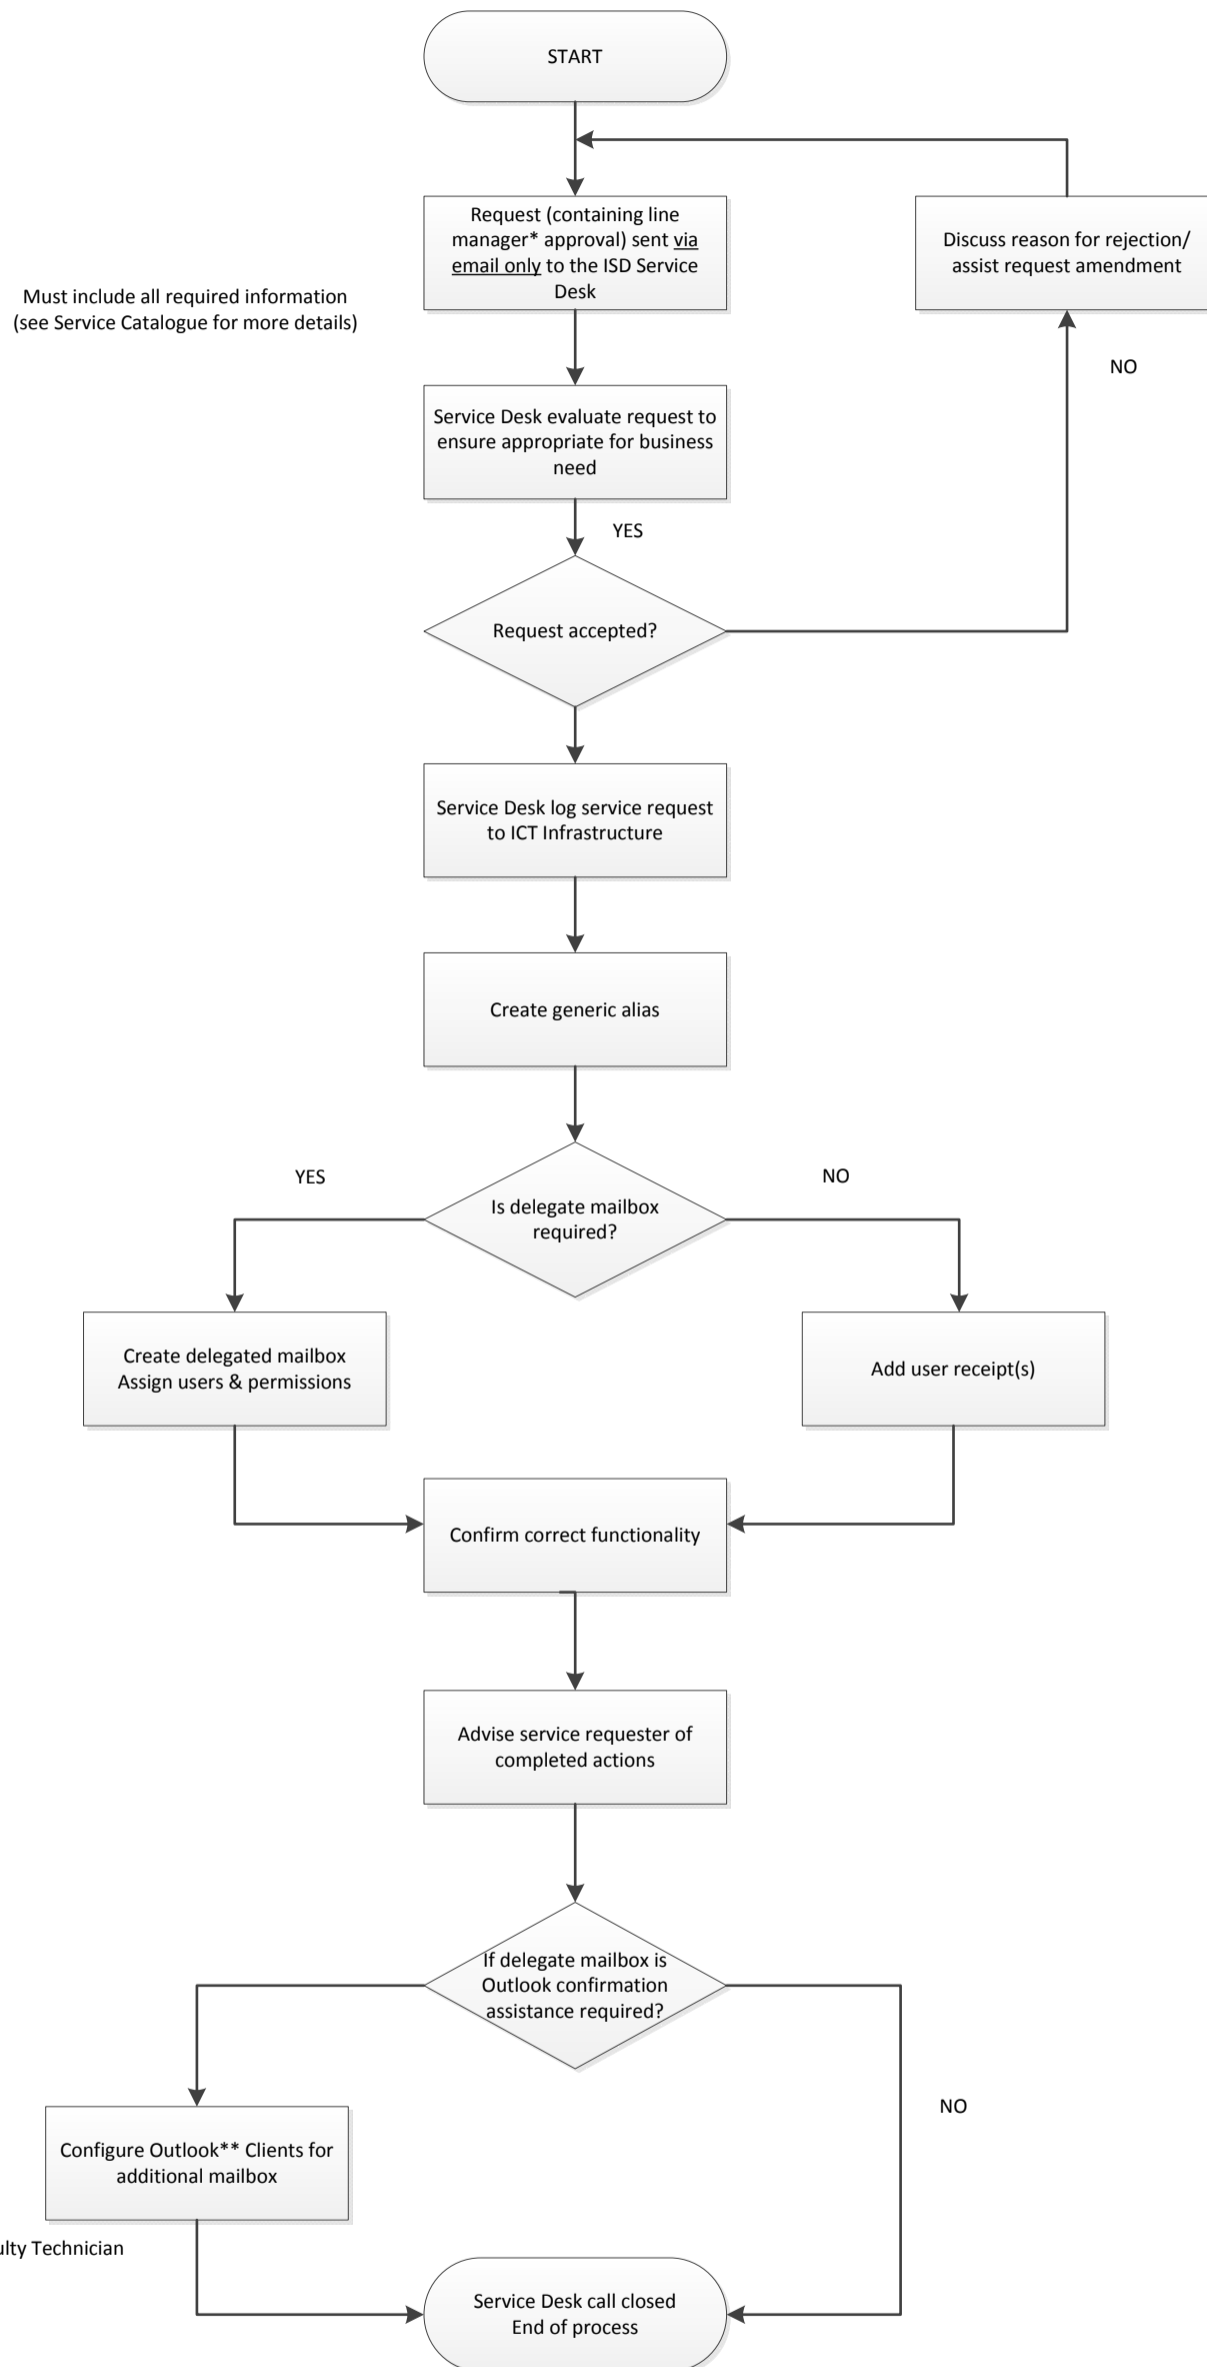 START
Request (containing line
manager* approval) sent via
email only to the ISD Service
Desk
Discuss reason for rejection/
assist request amendment
Must include all required information
(see Service Catalogue for more details)
NO
Service Desk evaluate request to
ensure appropriate for business
need
YES
Request accepted?
Service Desk log service request
to ICT Infrastructure
Create generic alias
YES
NO
Is delegate mailbox
required?
Create delegated mailbox
Assign users & permissions
Add user receipt(s)
Confirm correct functionality
Advise service requester of
completed actions
If delegate mailbox is
Outlook confirmation
assistance required?
NO
Configure Outlook** Clients for
additional mailbox
Technician
Service Desk call closed
End of process